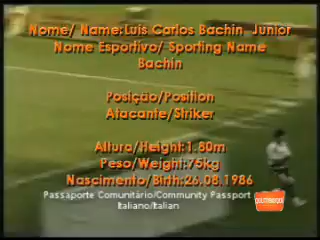 Nome/ Name:Luis Carlos Bachin Junior
Nome Esportivo/ Sporting Name
Bachin
Posição/Position
Atacante/Striker
Altura/Height:1.80m
Peso/Weight:75kg
Nascimento/Birth:26.08.1986
Passaporte Comunitário/Community Passport
Italiano/Italian